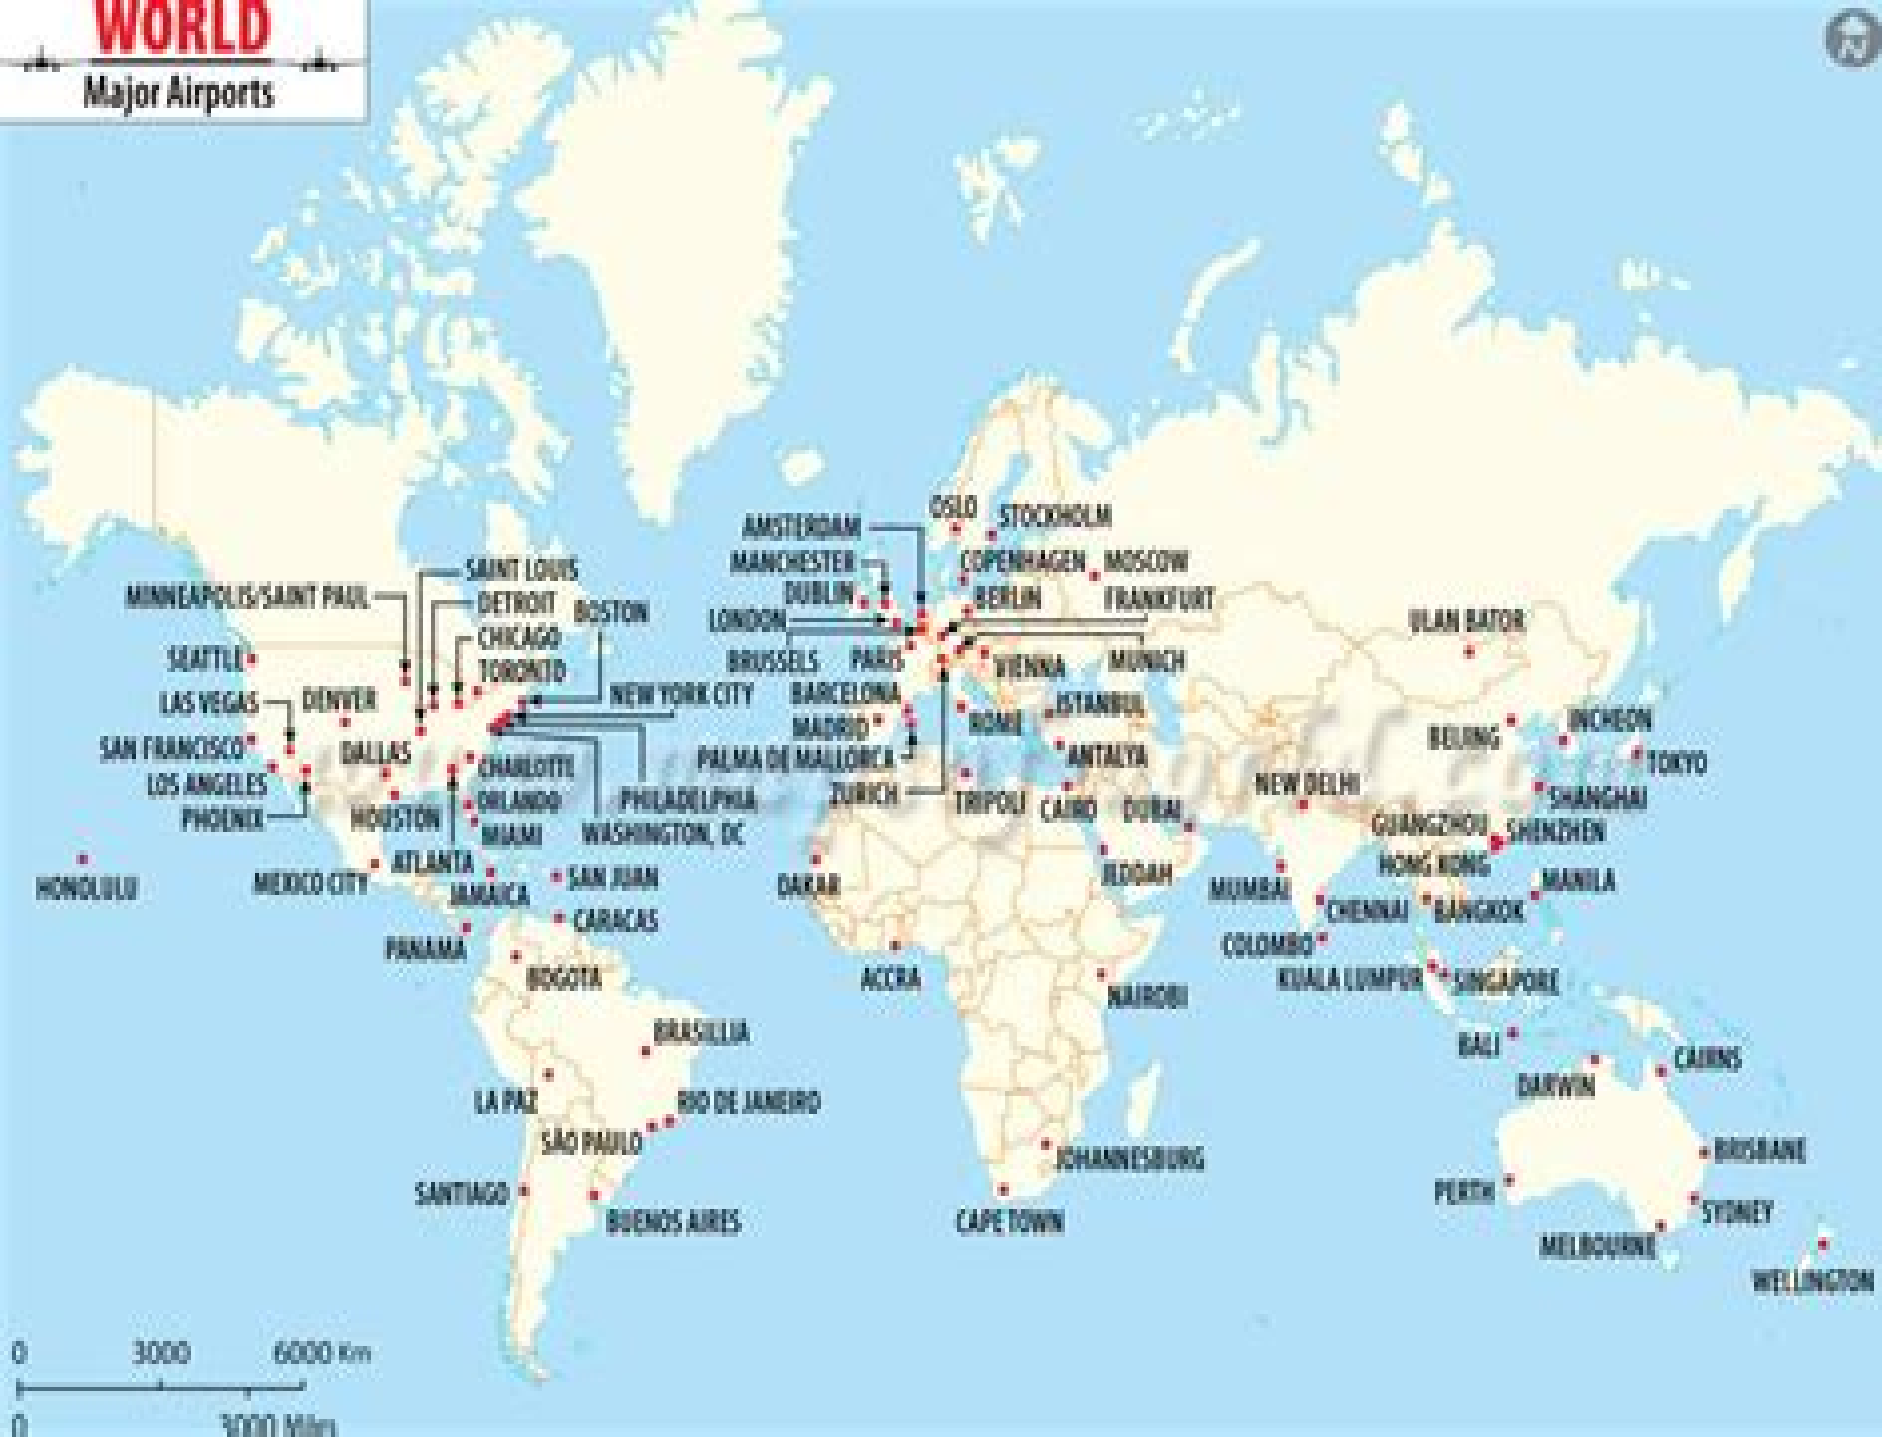 WORLD
Major Airports
N
OSLO
STOCKHOLM
AMSTERDAM
MANCHESTER
COPENHAGEN
MOSCOW
SAINT LOUIS
MINNEAPOLIS/SAINT PAUL
DETROIT
BOSTON
DUBLIN
BERLIN
FRANKFURT
LONDON
ULAN BATOR
CHICAGO
SEATTLE
TORONTO
BRUSSELS
PARIS
VIENNA
MUNICH
LAS VEGAS
DENVER
NEW YORK CITY
BARCELONA
ISTANBUL
MADRID
ROME
INCHEON
BEIJING
SAN FRANCISCO
DALLAS
PALMA DE MALLORCA
ANTALYA
TOKYO
LOS ANGELES
CHARLOTTE
ZURICH
NEW DELHI
SHANGHAI
PHOENIX
HOUSTON
ORLANDO
PHILADELPHIA
TRIPOLI
CAIRO
DUBAI
GUANGZHOU
SHENZHEN
MIAMI
WASHINGTON, DC
ATLANTA
HONG KONG
HONOLULU
MEXICO CITY
JAMAICA
SAN JUAN
DAKAR
JEDDAH
MUMBAI
MANILA
CARACAS
CHENNAI
BANGKOK
PANAMA
COLOMBO
BOGOTA
ACCRA
NAIROBI
KUALA LUMPUR
SINGAPORE
BRASILLIA
BALI
CAIRNS
DARWIN
LA PAZ
RIO DE JANEIRO
SÃO PAULO
JOHANNESBURG
BRISBANE
SANTIAGO
PERTH
BUENOS AIRES
CAPE TOWN
SYDNEY
MELBOURNE
WELLINGTON
0 3000 6000 Km
0 3000 Miles